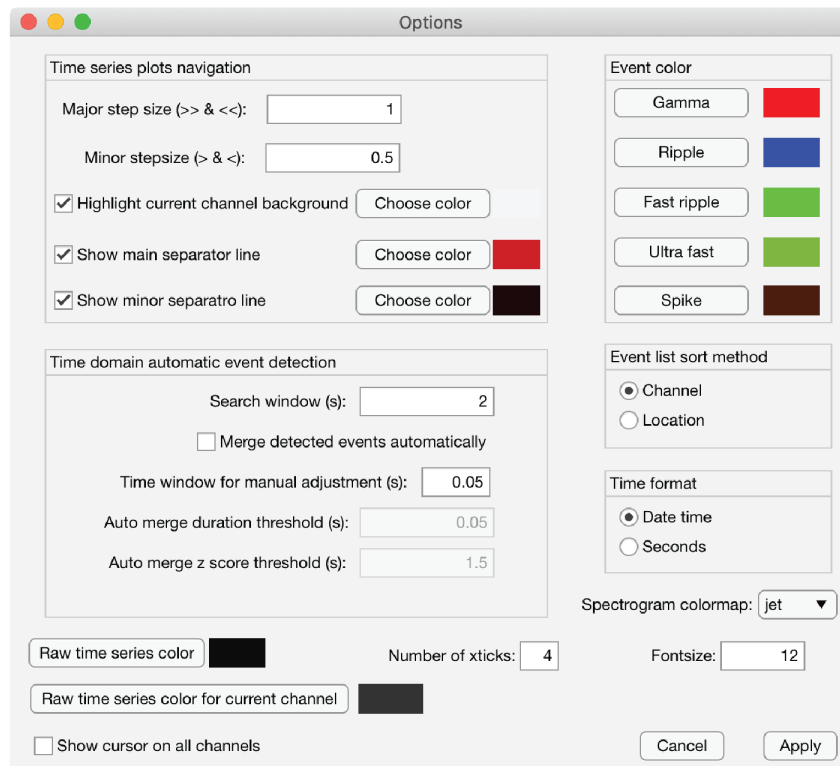 Options
Time series plots navigation
Major step size (>> & <<): 1
Minor stepsize (> & <): 0.5
Highlight current channel background Choose color
Show main separator line Choose color
Show minor separatro line Choose color
Event color
Gamma
Ripple
Fast ripple
Ultra fast
Spike
Time domain automatic event detection
Search window (s): 2
Merge detected events automatically
Time window for manual adjustment (s): 0.05
Auto merge duration threshold (s): 0.05
Auto merge z score threshold (s): 1.5
Event list sort method
Channel
Location
Time format
Date time
Seconds
Spectrogram colormap: jet
Raw time series color Number of xticks: 4 Fontsize: 12
Raw time series color for current channel
Show cursor on all channels Cancel Apply